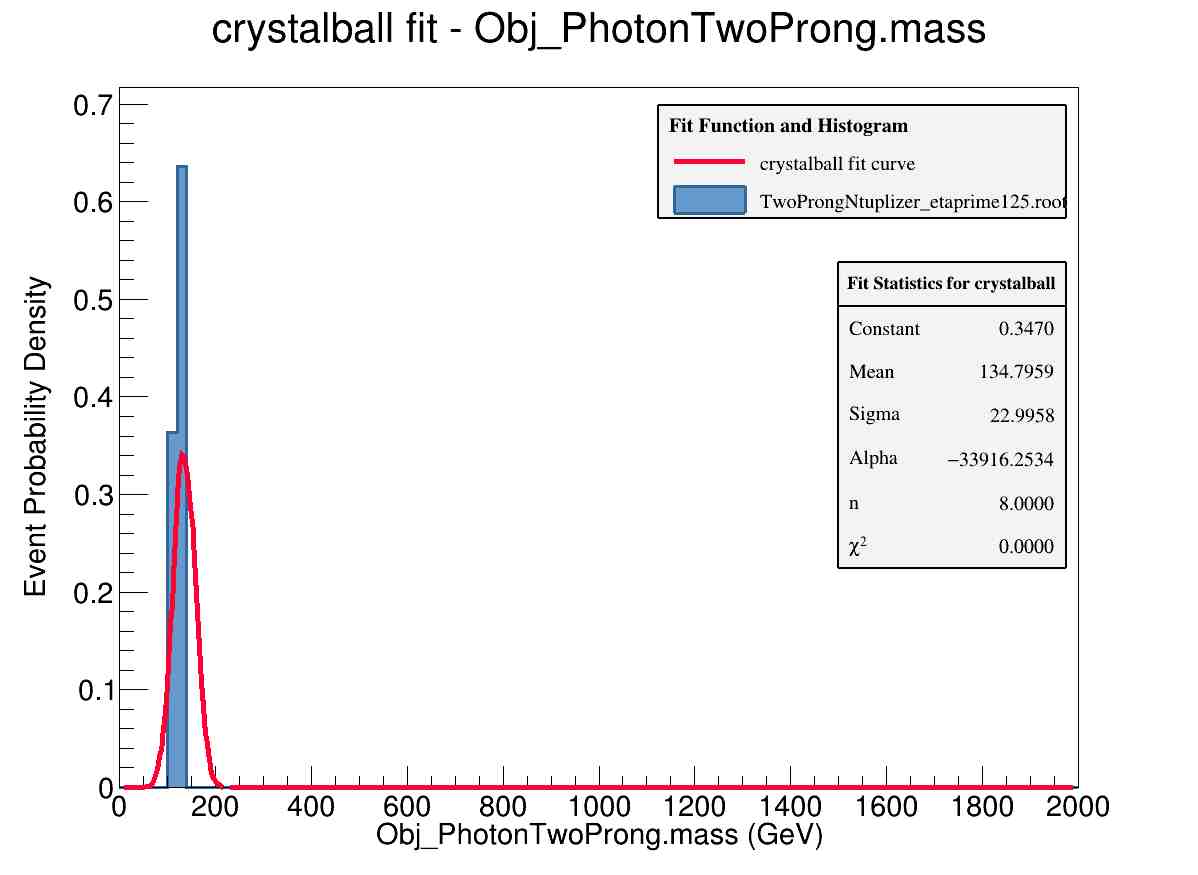 crystalball fit - Obj_PhotonTwoProng.mass
0.7
0.6
0.5
0.4
0.3
0.2
0.1
0
Event Probability Density
Fit Function and Histogram
crystalball fit curve
TwoProngNtuplizer_etaprime125.root
Fit Statistics for crystalball
Constant 0.3470
Mean 134.7959
Sigma 22.9958
Alpha −33916.2534
n 8.0000
χ² 0.0000
0 200 400 600 800 1000 1200 1400 1600 1800 2000
Obj_PhotonTwoProng.mass (GeV)